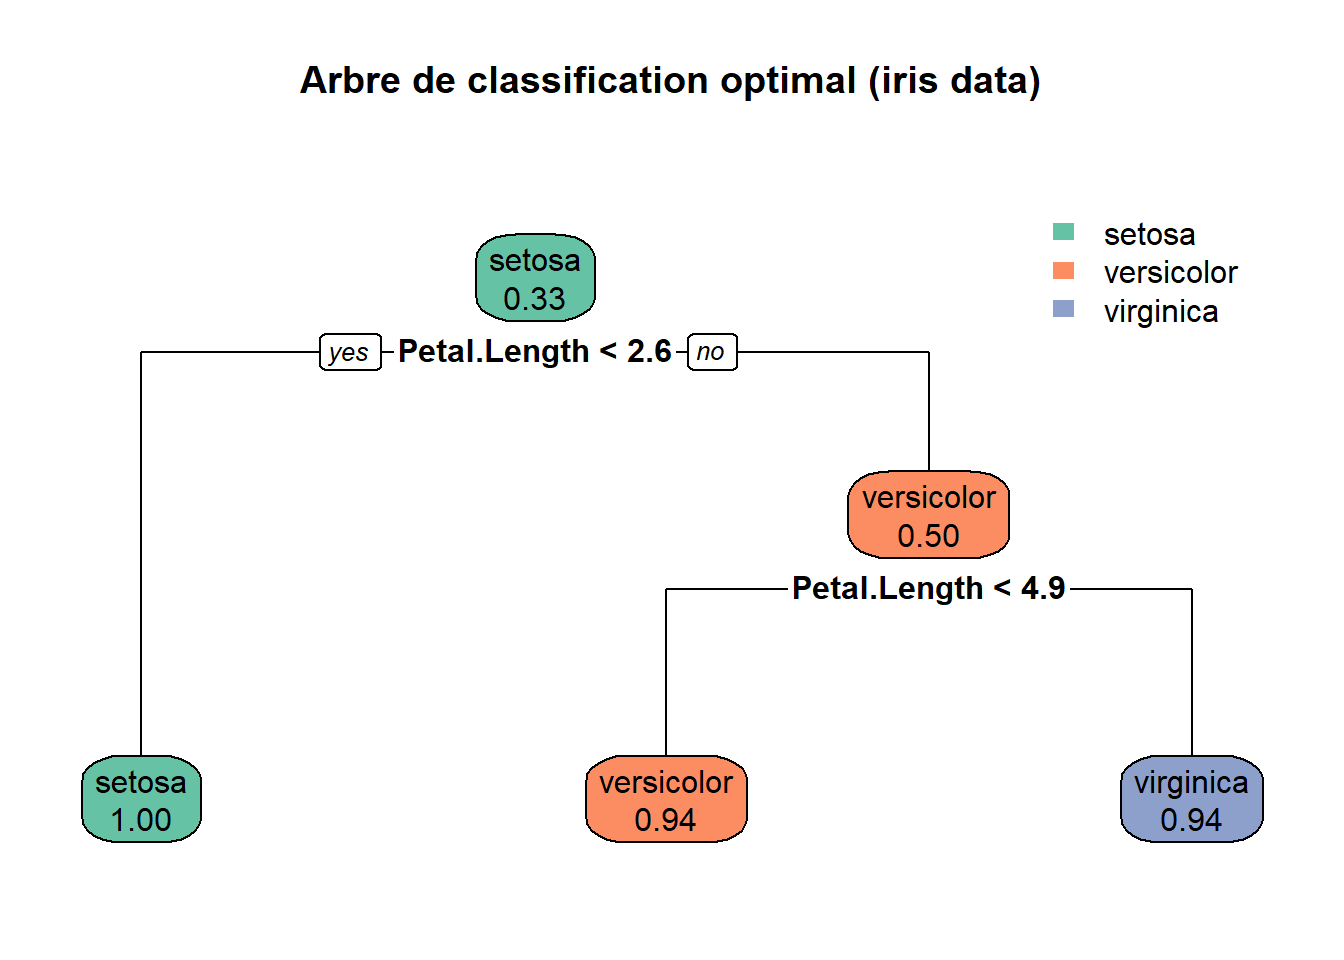 Arbre de classification optimal (iris data)
setosa
0.33
setosa
versicolor
virginica
yes
Petal.Length < 2.6
no
versicolor
0.50
Petal.Length < 4.9
setosa
1.00
versicolor
0.94
virginica
0.94